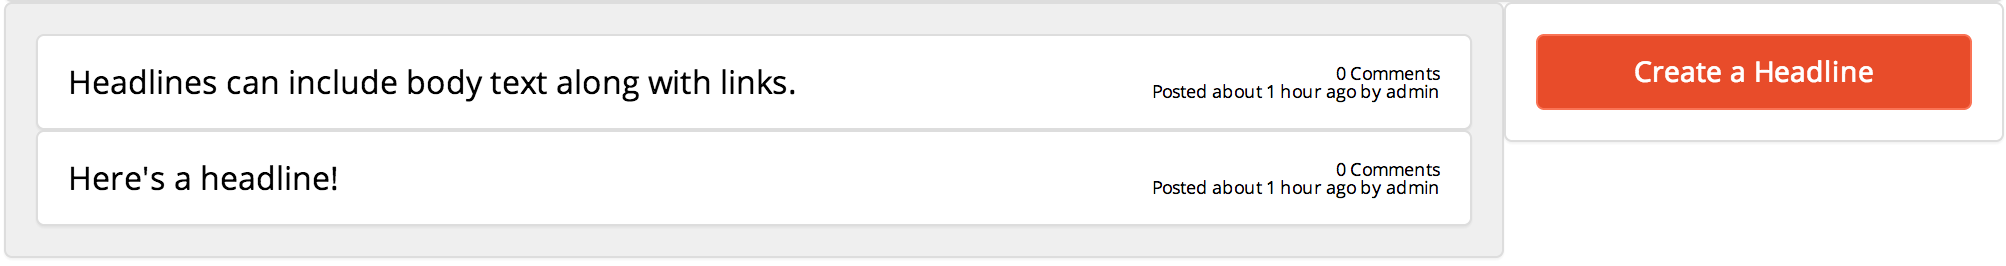 Headlines can include body text along with links.
0 Comments
Posted about 1 hour ago by admin
Here's a headline!
0 Comments
Posted about 1 hour ago by admin
Create a Headline